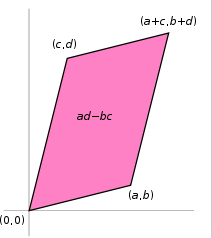 (a+c,b+d)
(c,d)
ad−bc
(a,b)
(0,0)